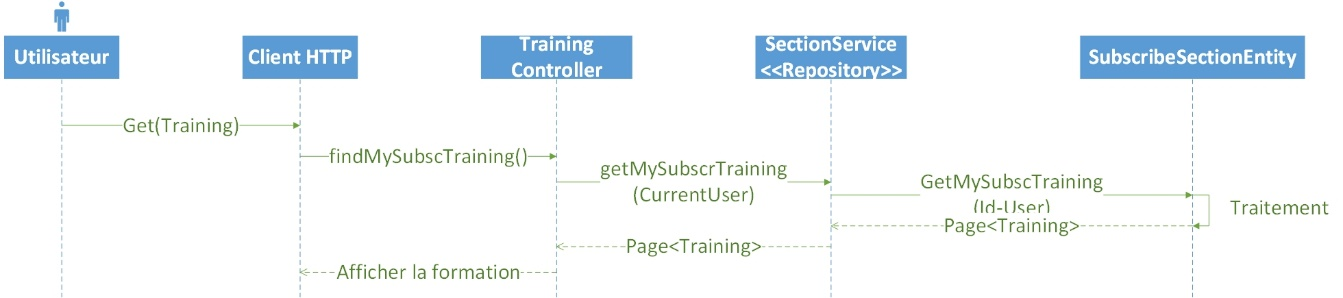 Utilisateur
Client HTTP
Training
Controller
SectionService
<<Repository>>
SubscribeSectionEntity
Get(Training)
findMySubscTraining()
getMySubscrTraining
(CurrentUser)
GetMySubscTraining
(Id-User)
Traitement
Page<Training>
Page<Training>
Afficher la formation